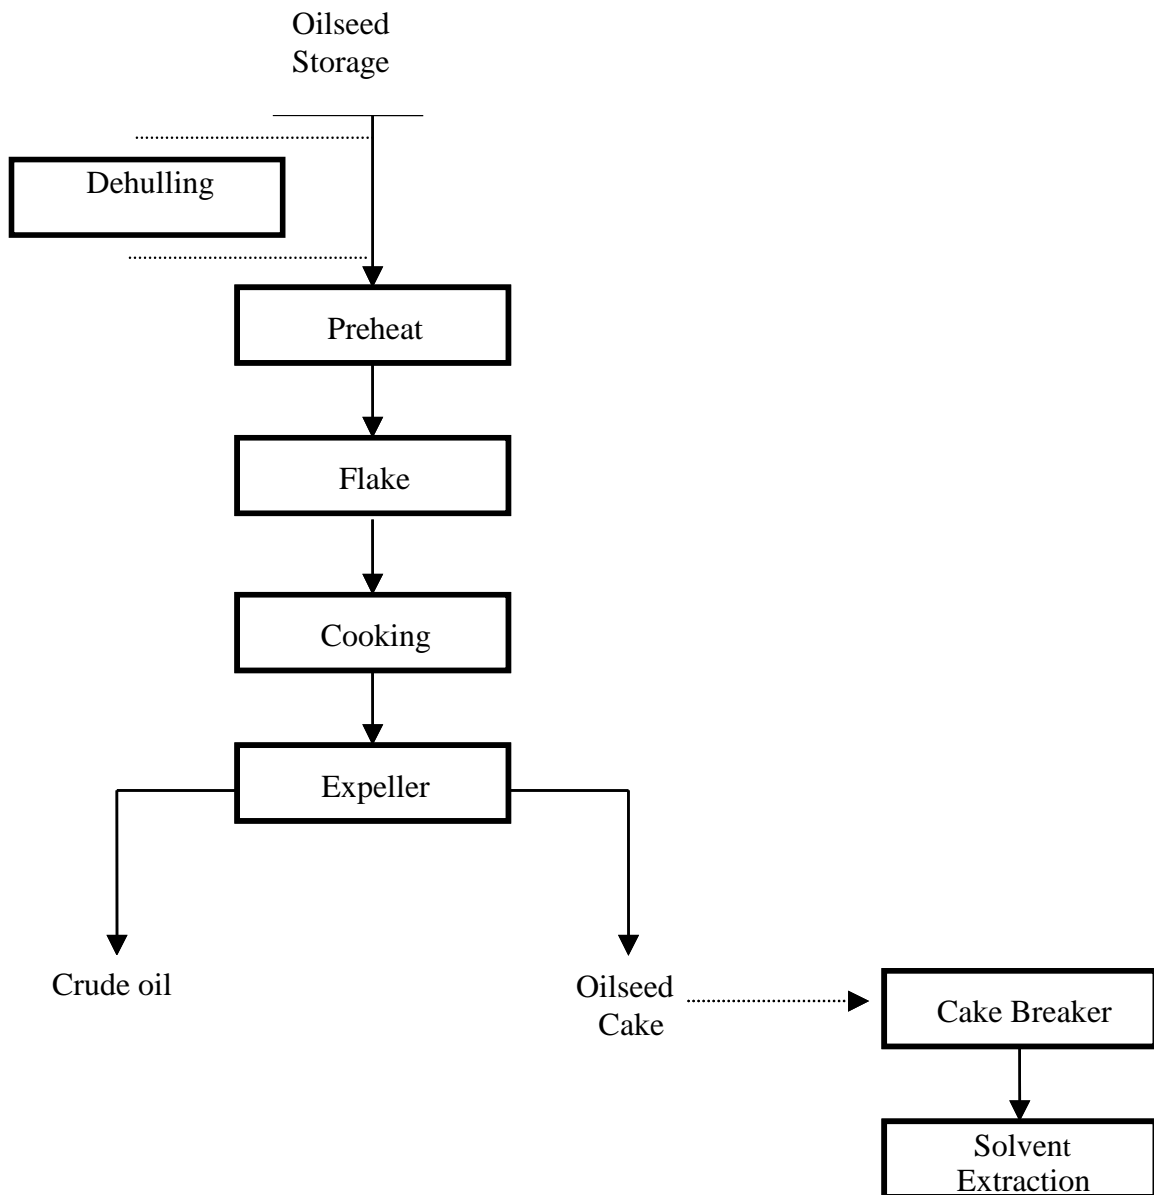 Oilseed
Storage
Dehulling
Preheat
Flake
Cooking
Expeller
Crude oil
Oilseed
Cake
Cake Breaker
Solvent
Extraction